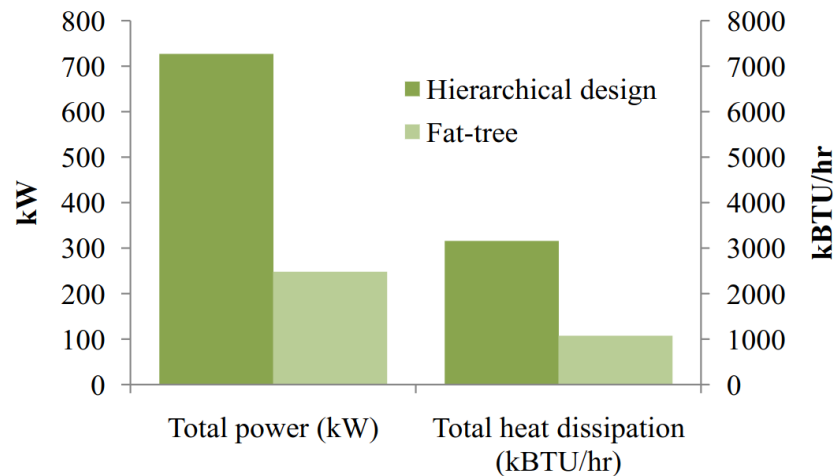 800
700
600
500
400
300
200
100
0
kW
8000
7000
6000
5000
4000
3000
2000
1000
0
kBTU/hr
Hierarchical design
Fat-tree
Total power (kW)
Total heat dissipation
(kBTU/hr)